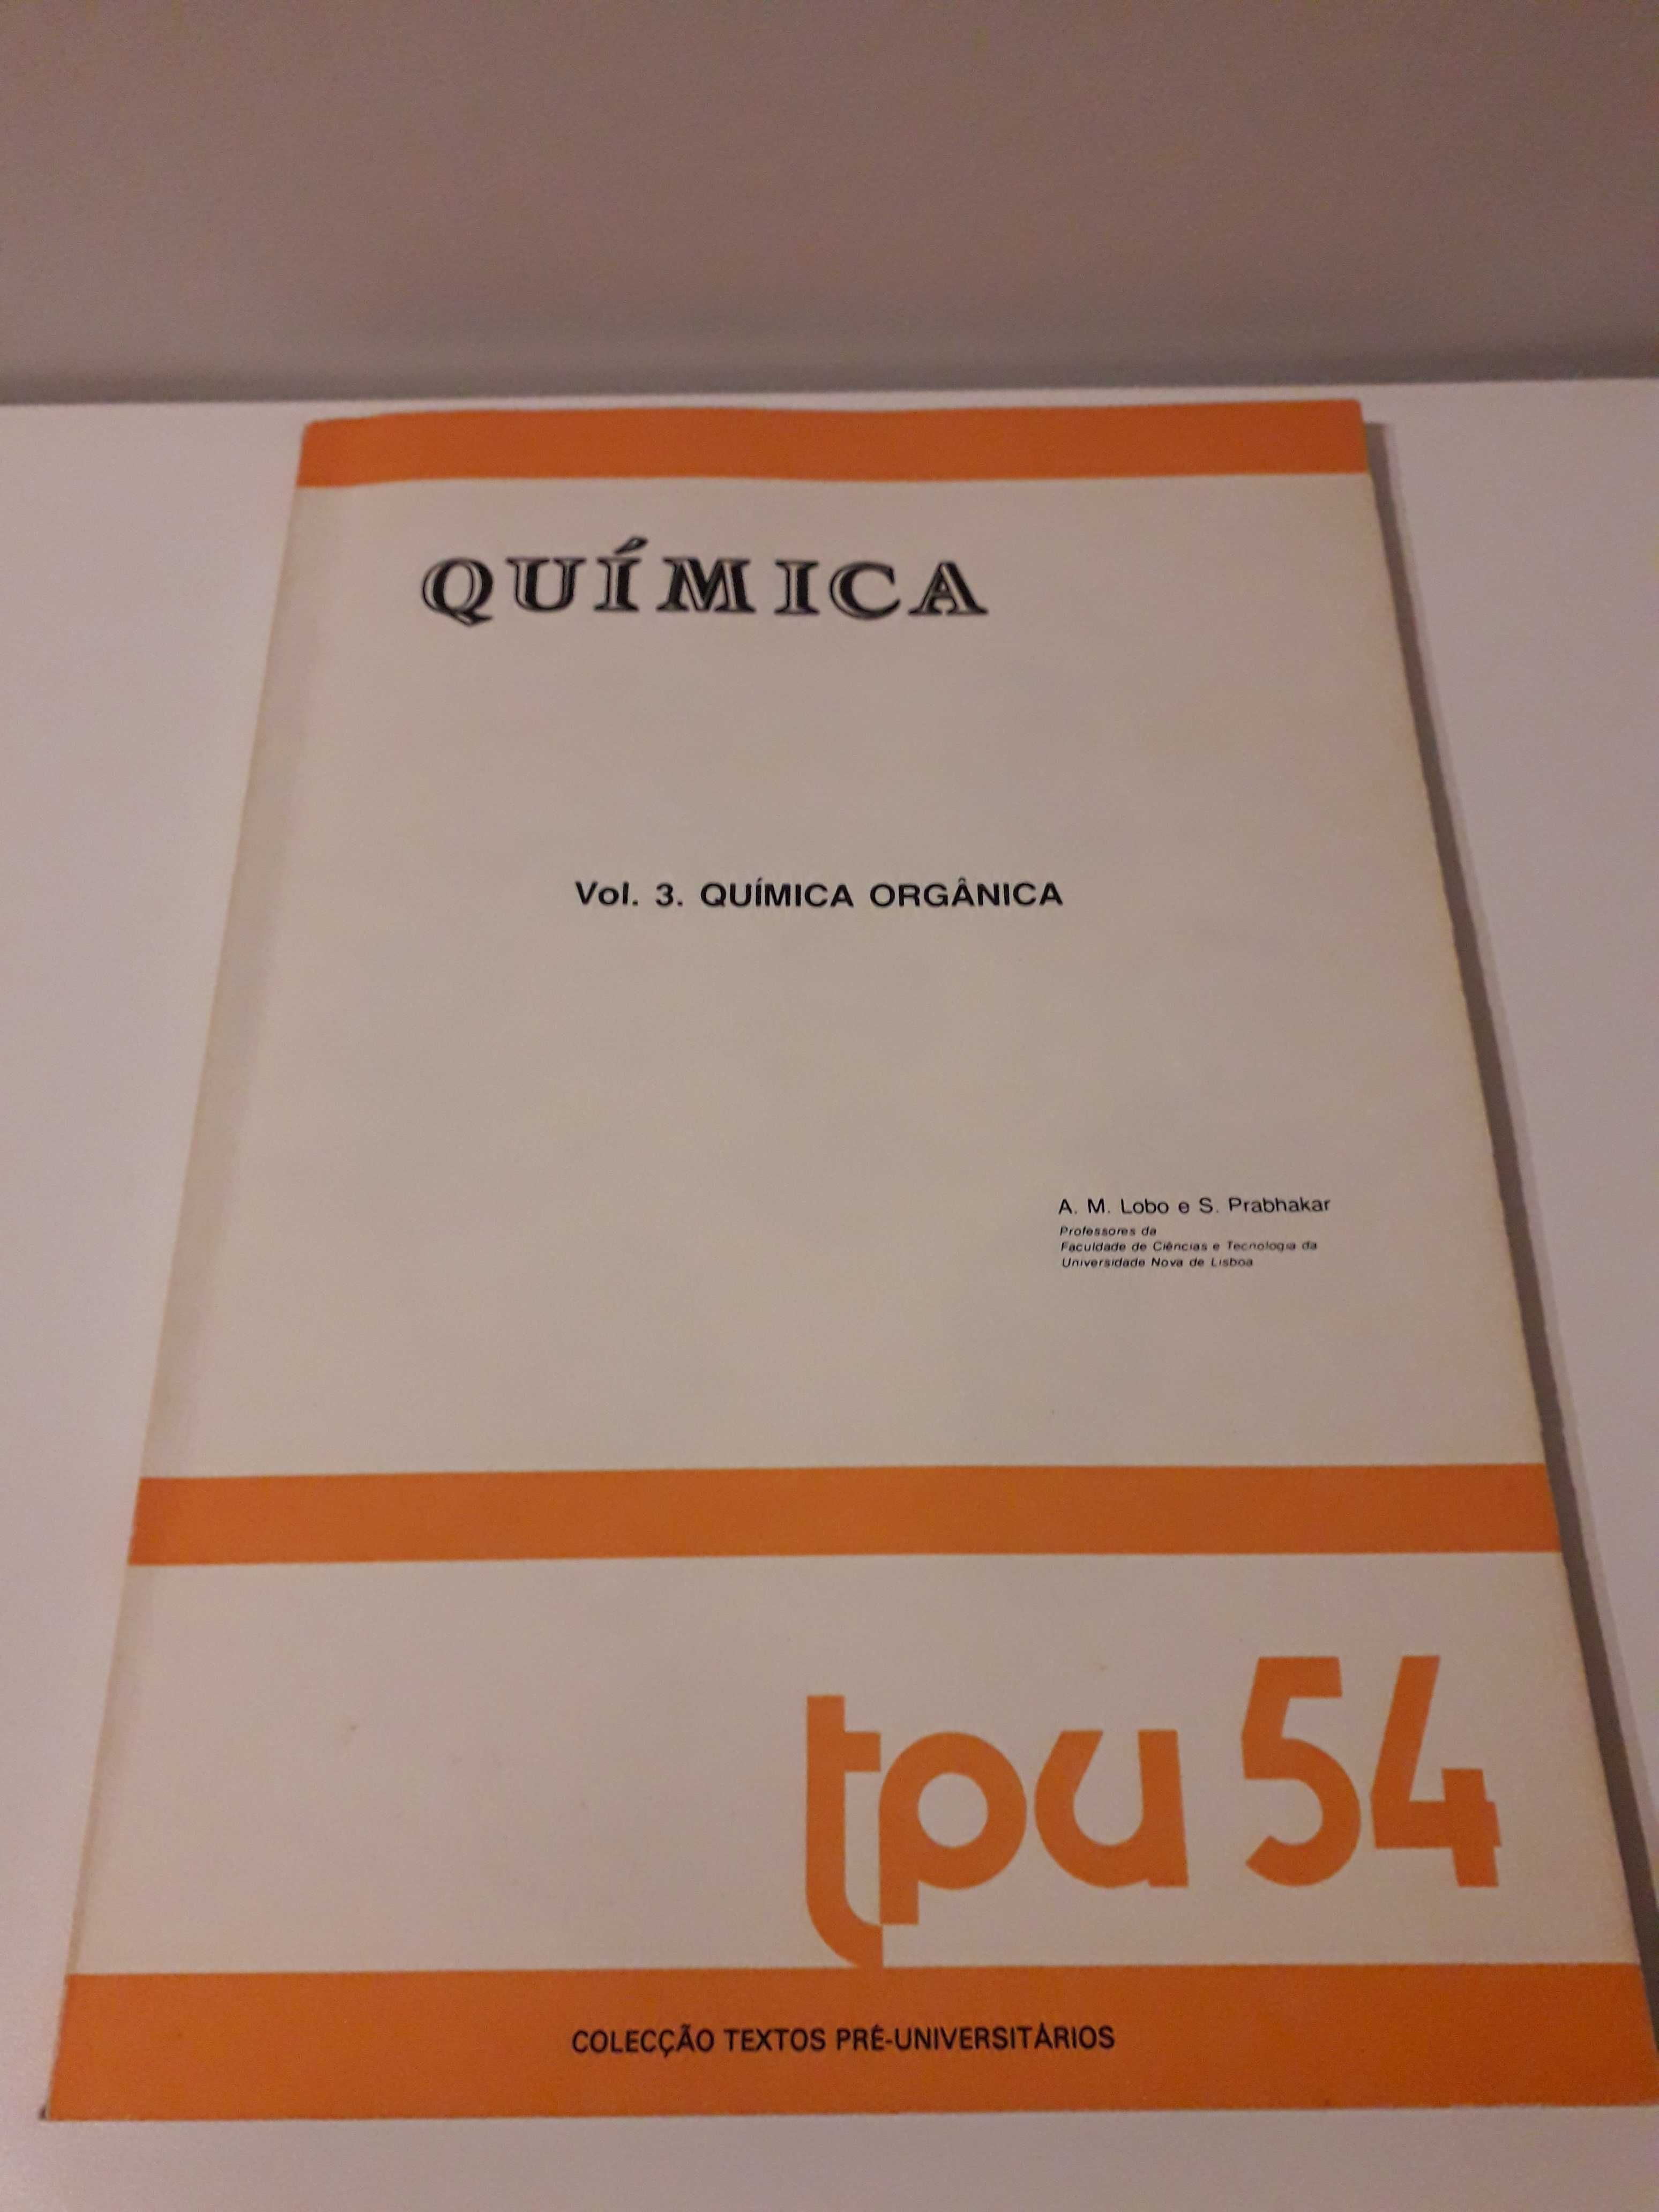 QUÍMICA
Vol. 3. QUÍMICA ORGÂNICA
A. M. Lobo e S. Prabhakar
Professores da
Faculdade de Ciências e Tecnologia da
Universidade Nova de Lisboa
tpu 54
COLECÇÃO TEXTOS PRÉ-UNIVERSITÁRIOS